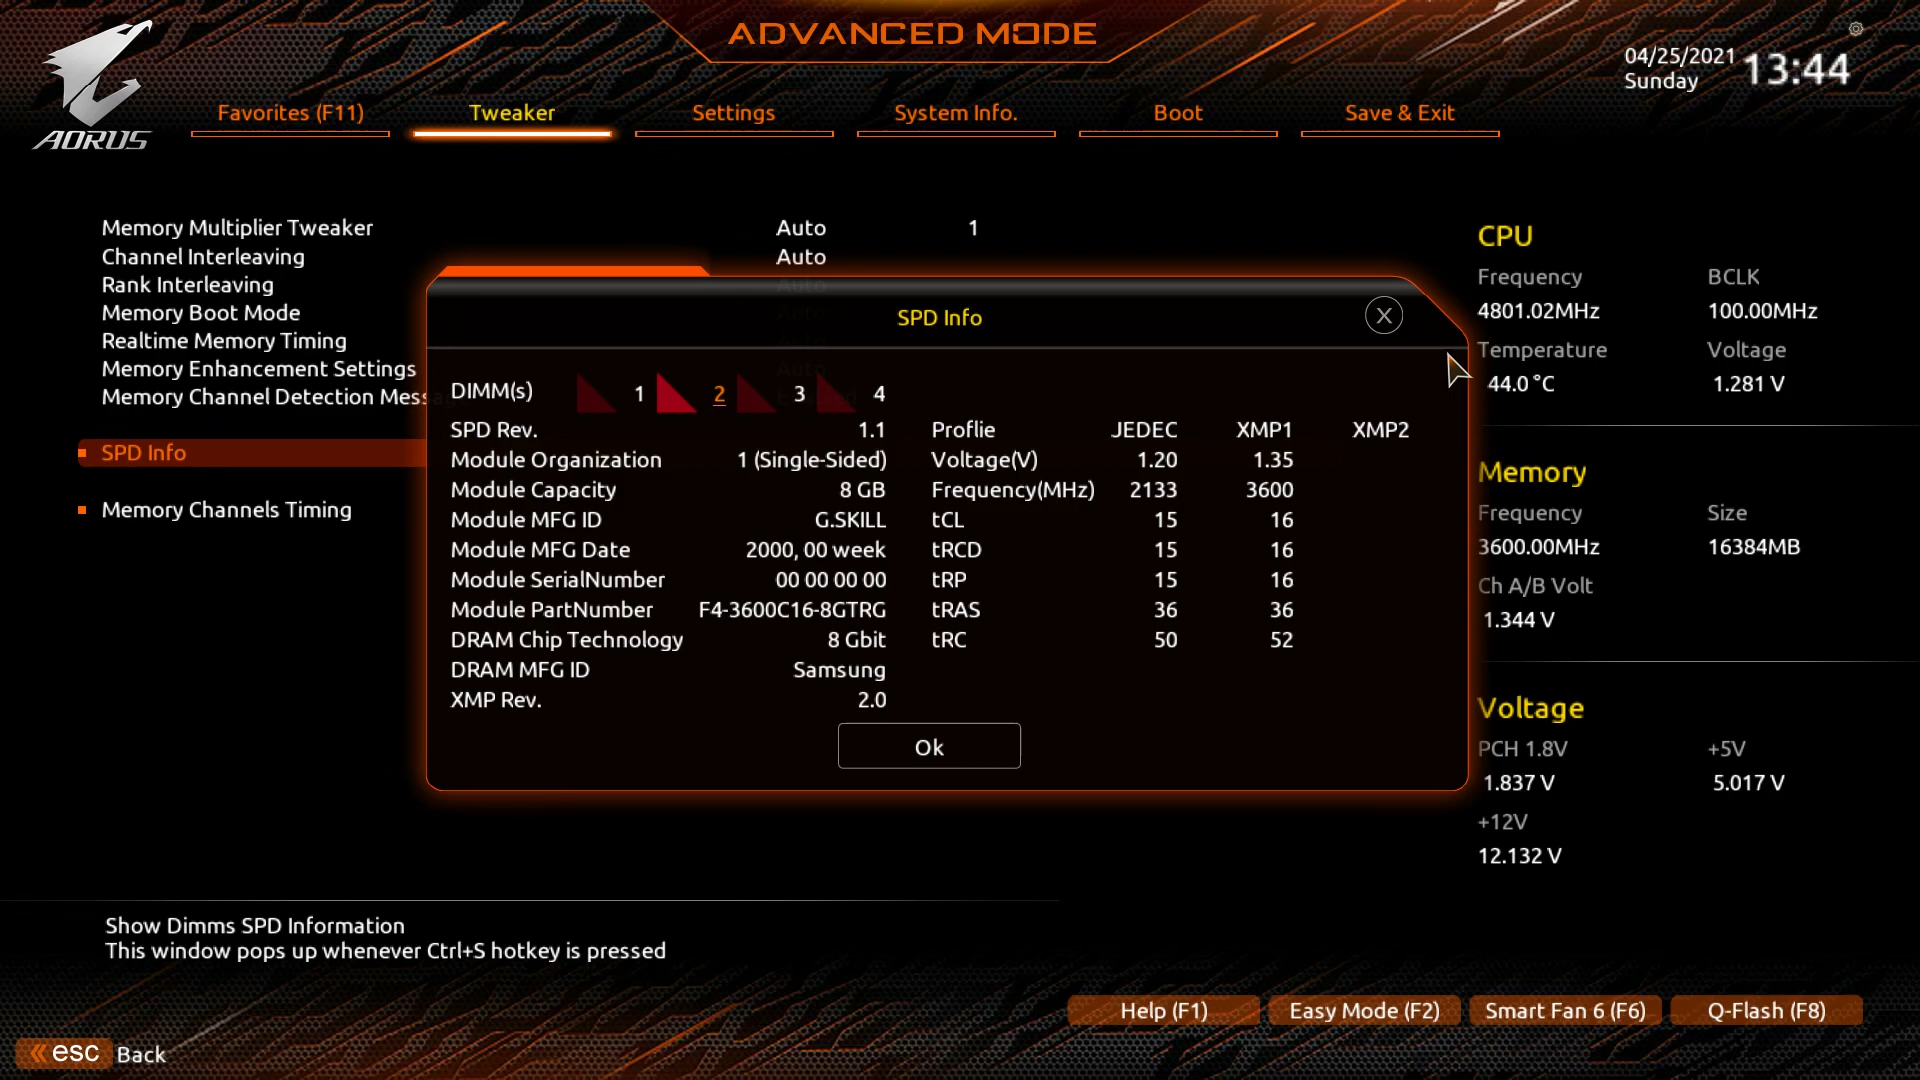 ADVANCED MODE
04/25/2021
Sunday
13:44
AORUS
Favorites (F11) Tweaker Settings System Info. Boot Save & Exit
Memory Multiplier Tweaker Auto 1
Channel Interleaving Auto
Rank Interleaving Auto
Memory Boot Mode
Realtime Memory Timing
Memory Enhancement Settings Auto
Memory Channel Detection Mess
SPD Info
Memory Channels Timing
SPD Info
X
DIMM(s) 1 2 3 4
SPD Rev. 1.1 Proflie JEDEC XMP1 XMP2
Module Organization 1 (Single-Sided) Voltage(V) 1.20 1.35
Module Capacity 8 GB Frequency(MHz) 2133 3600
Module MFG ID G.SKILL tCL 15 16
Module MFG Date 2000, 00 week tRCD 15 16
Module SerialNumber 00 00 00 00 tRP 15 16
Module PartNumber F4-3600C16-8GTRG tRAS 36 36
DRAM Chip Technology 8 Gbit tRC 50 52
DRAM MFG ID Samsung
XMP Rev. 2.0
Ok
CPU
Frequency BCLK
4801.02MHz 100.00MHz
Temperature Voltage
44.0 °C 1.281 V
Memory
Frequency Size
3600.00MHz 16384MB
Ch A/B Volt
1.344 V
Voltage
PCH 1.8V +5V
1.837 V 5.017 V
+12V
12.132 V
Show Dimms SPD Information
This window pops up whenever Ctrl+S hotkey is pressed
Help (F1) Easy Mode (F2) Smart Fan 6 (F6) Q-Flash (F8)
esc Back